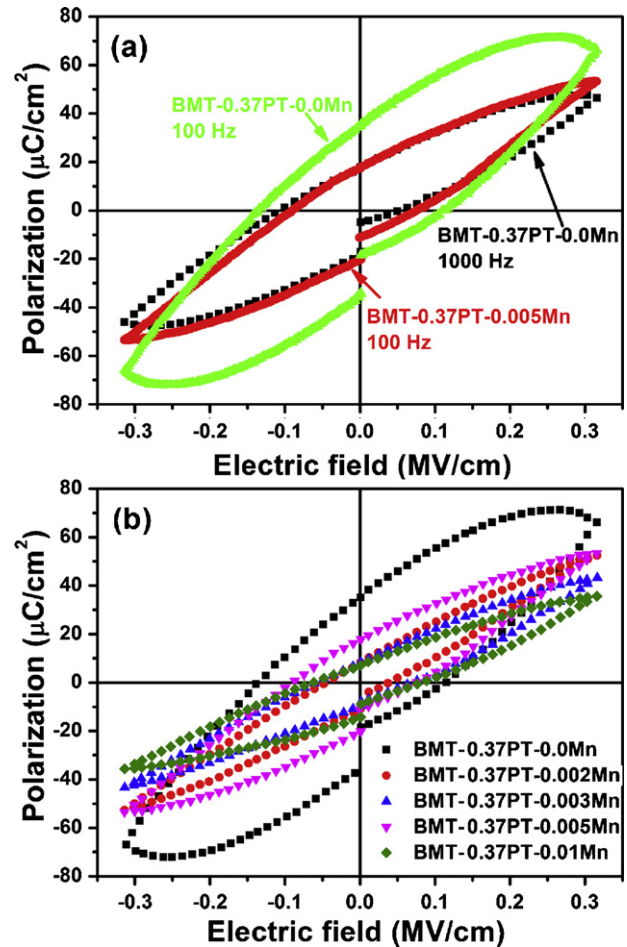 (a)
80
60
40
20
0
-20
-40
-60
-80
Polarization (μC/cm²)
BMT-0.37PT-0.0Mn
100 Hz
BMT-0.37PT-0.0Mn
1000 Hz
BMT-0.37PT-0.005Mn
100 Hz
-0.3 -0.2 -0.1 0.0 0.1 0.2 0.3
Electric field (MV/cm)
(b)
80
60
40
20
0
-20
-40
-60
-80
Polarization (μC/cm²)
BMT-0.37PT-0.0Mn
BMT-0.37PT-0.002Mn
BMT-0.37PT-0.003Mn
BMT-0.37PT-0.005Mn
BMT-0.37PT-0.01Mn
-0.3 -0.2 -0.1 0.0 0.1 0.2 0.3
Electric field (MV/cm)